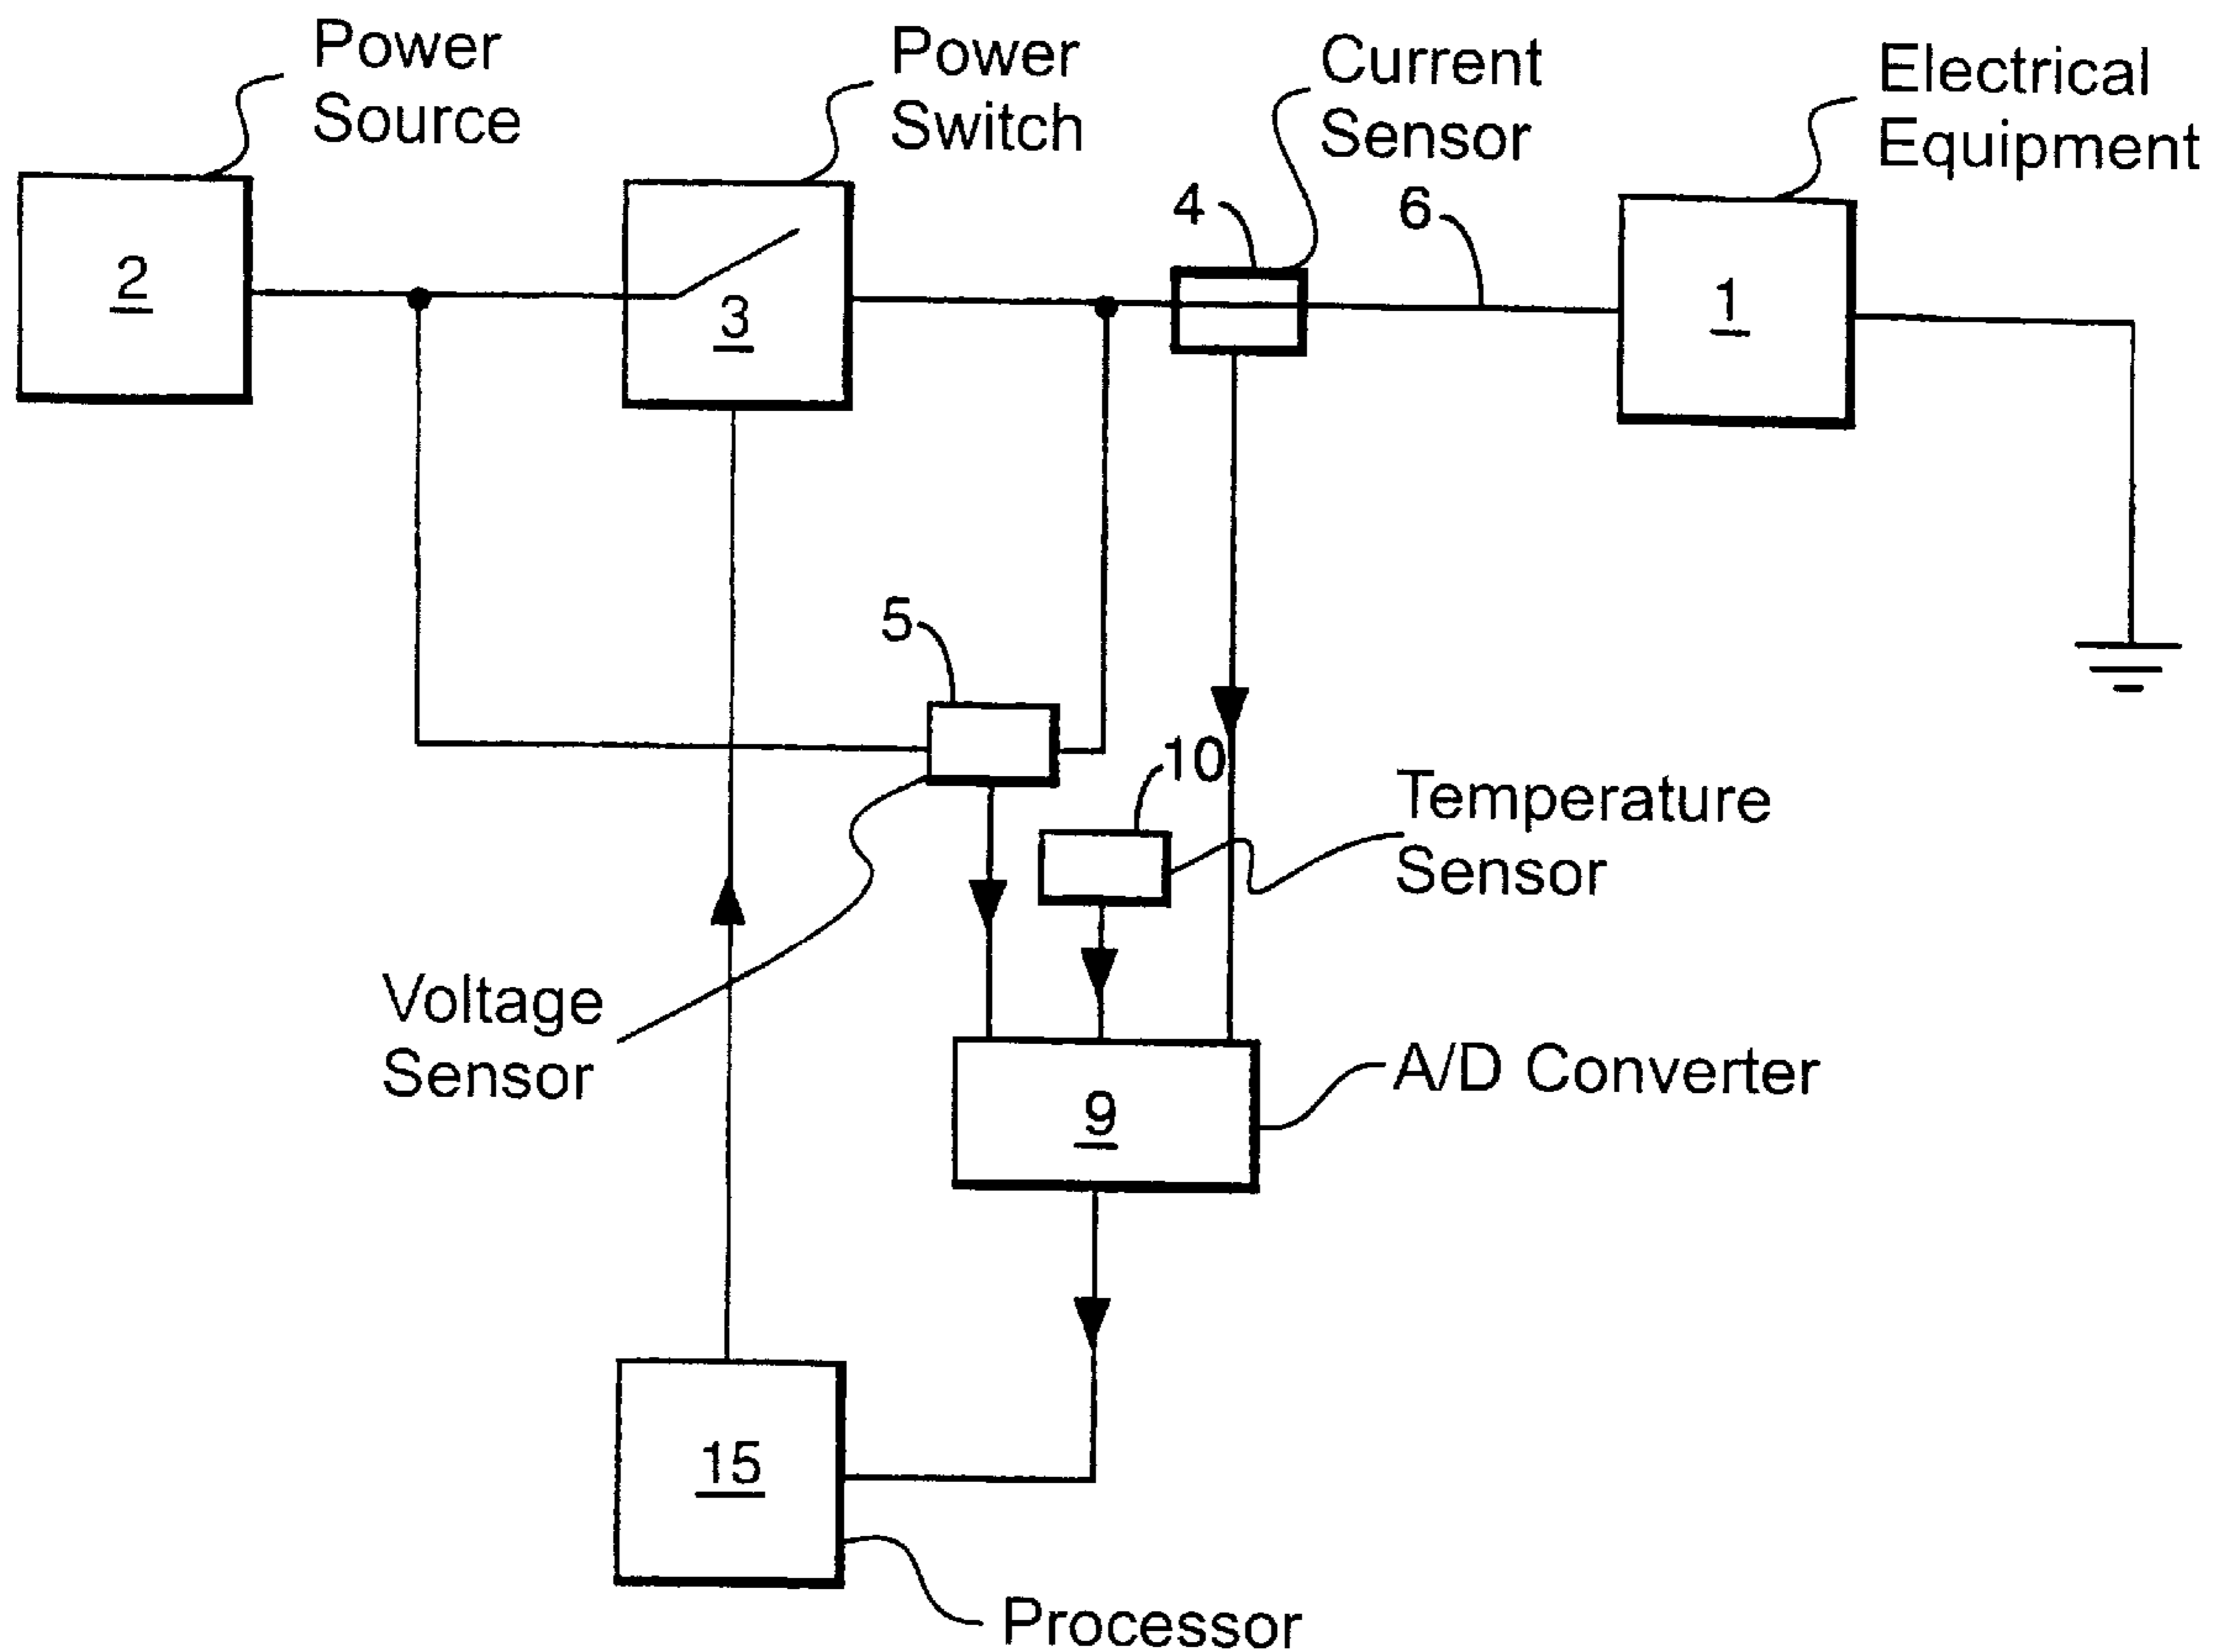 Power
Source
Power
Switch
Current
Sensor
Electrical
Equipment
4
6
2
3
1
5
10
Temperature
Sensor
Voltage
Sensor
A/D Converter
9
15
Processor